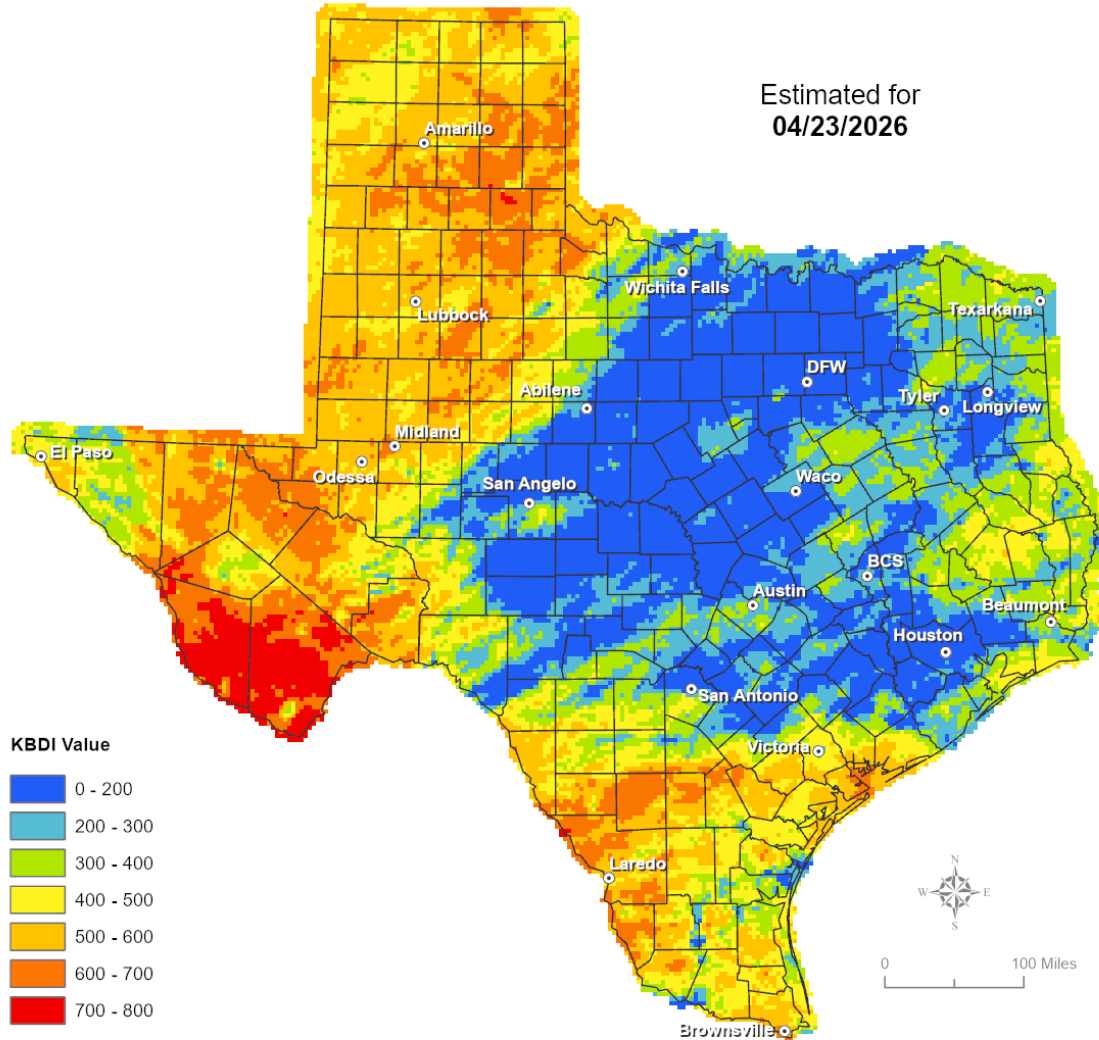 Estimated for
04/23/2026
Amarillo
Wichita Falls
Lubbock
Texarkana
DFW
Abilene
Tyler
Longview
Midland
El Paso
Odessa
San Angelo
Waco
BCS
Austin
Beaumont
Houston
San Antonio
Victoria
Laredo
Brownsville
KBDI Value
0 - 200
200 - 300
300 - 400
400 - 500
500 - 600
600 - 700
700 - 800
N
W E
S
0 100 Miles